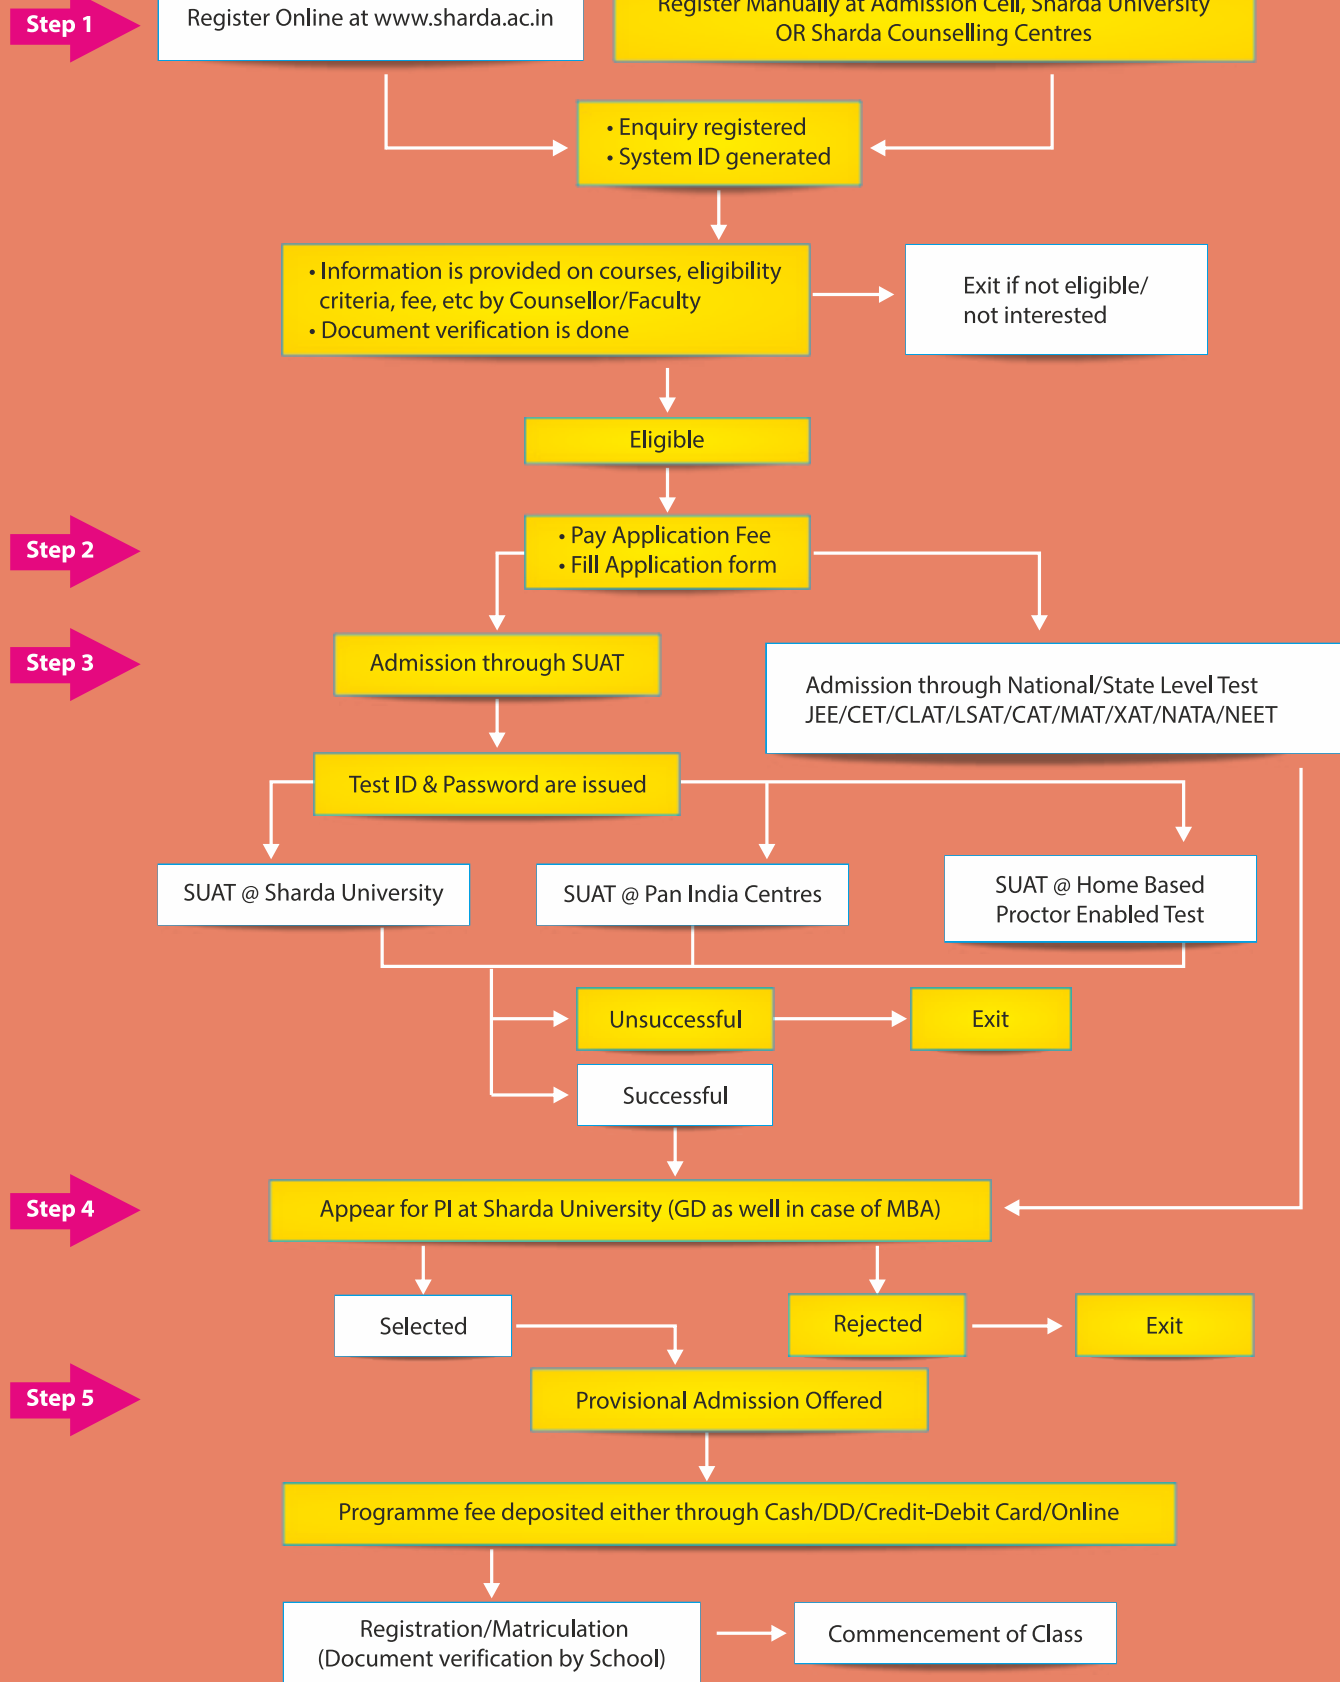 Step 1
Register Online at www.sharda.ac.in
Register Manually at Admission Cell, Sharda University
OR Sharda Counselling Centres
• Enquiry registered
• System ID generated
• Information is provided on courses, eligibility
criteria, fee, etc by Counsellor/Faculty
• Document verification is done
Exit if not eligible/
not interested
Eligible
Step 2
• Pay Application Fee
• Fill Application form
Step 3
Admission through SUAT
Admission through National/State Level Test
JEE/CET/CLAT/LSAT/CAT/MAT/XAT/NATA/NEET
Test ID & Password are issued
SUAT @ Sharda University
SUAT @ Pan India Centres
SUAT @ Home Based
Proctor Enabled Test
Unsuccessful
Exit
Successful
Step 4
Appear for PI at Sharda University (GD as well in case of MBA)
Selected
Rejected
Exit
Step 5
Provisional Admission Offered
Programme fee deposited either through Cash/DD/Credit-Debit Card/Online
Registration/Matriculation
(Document verification by School)
Commencement of Class